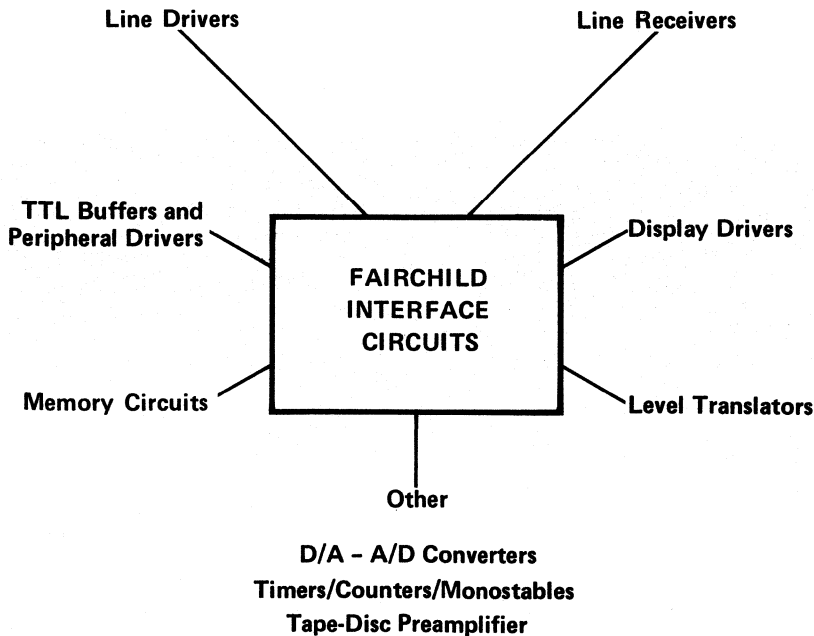 Line Drivers
Line Receivers
TTL Buffers and
Peripheral Drivers
Display Drivers
FAIRCHILD
INTERFACE
CIRCUITS
Memory Circuits
Level Translators
Other
D/A – A/D Converters
Timers/Counters/Monostables
Tape-Disc Preamplifier